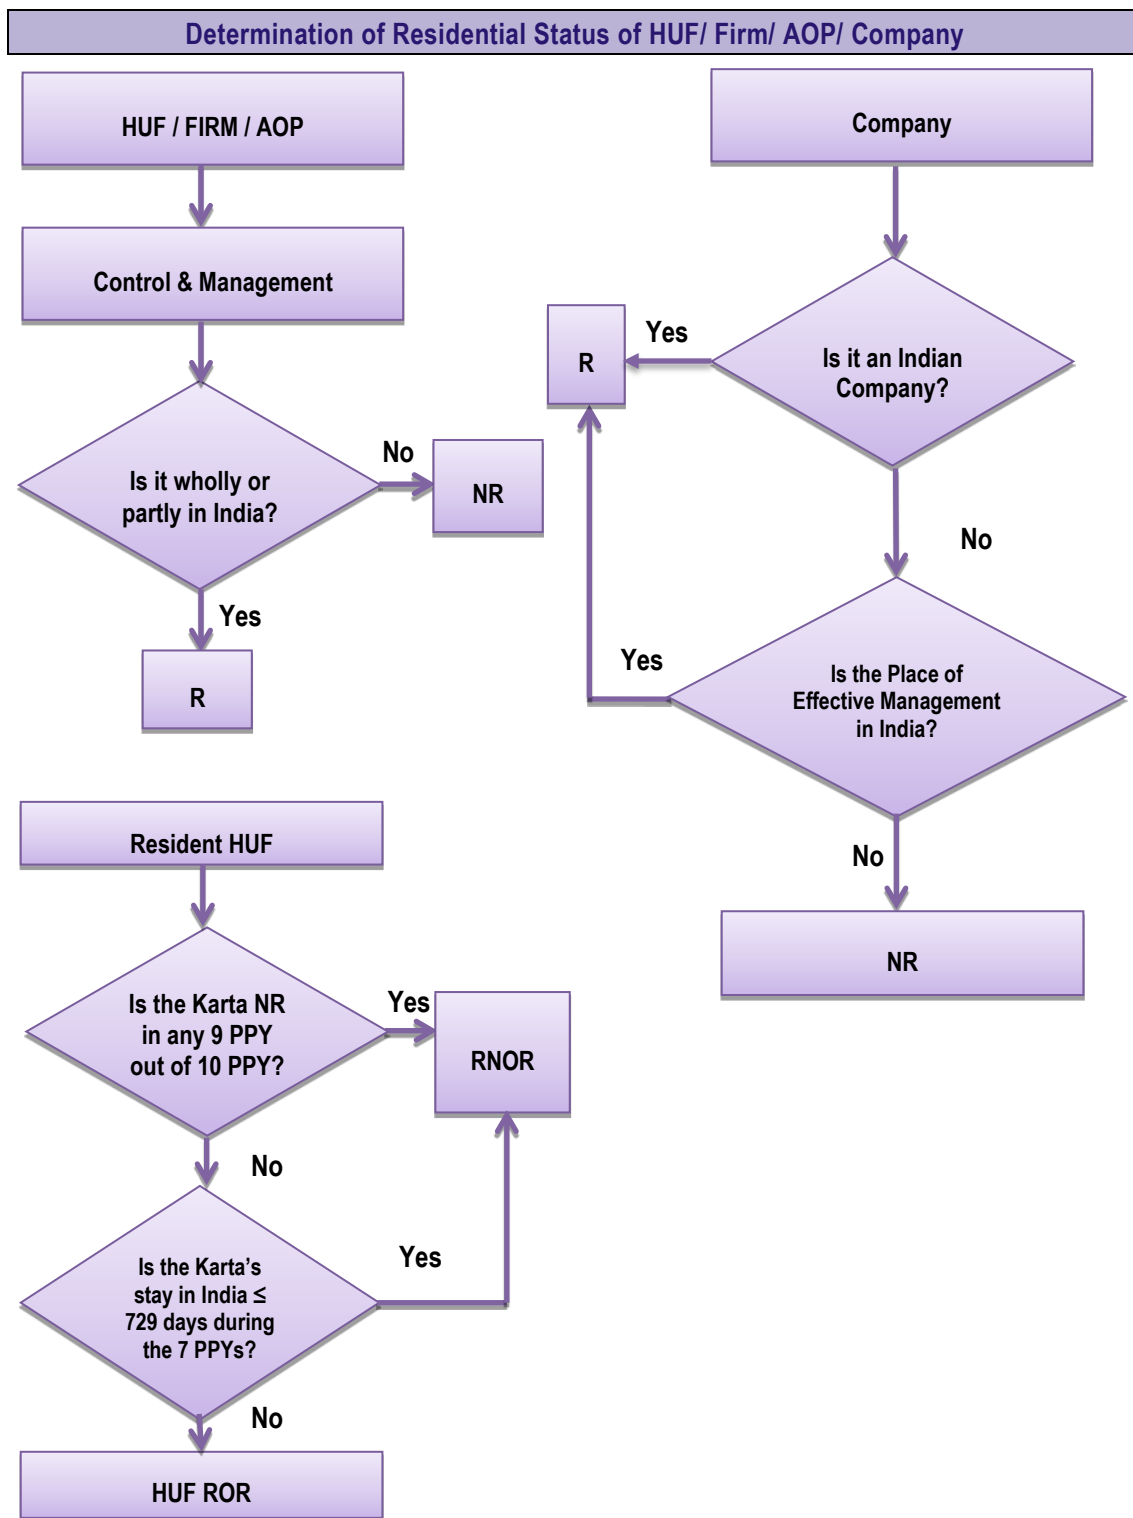 Determination of Residential Status of HUF/ Firm/ AOP/ Company
HUF / FIRM / AOP
Control & Management
Is it wholly or
partly in India?
No
NR
Yes
R
Company
Is it an Indian
Company?
Yes
R
No
Is the Place of
Effective Management
in India?
Yes
No
NR
Resident HUF
Is the Karta NR
in any 9 PPY
out of 10 PPY?
Yes
RNOR
No
Is the Karta’s
stay in India ≤
729 days during
the 7 PPYs?
Yes
No
HUF ROR